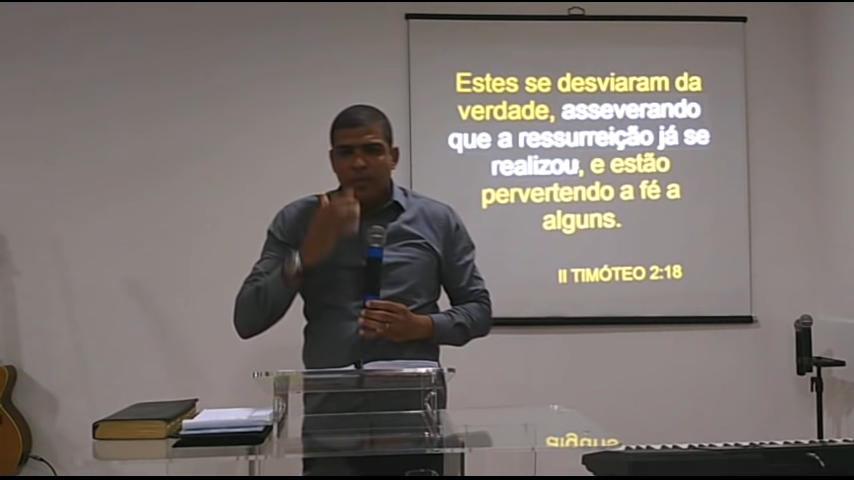 Estes se desviaram da
verdade, asseverando
que a ressurreição já se
realizou, e estão
pervertendo a fé a
alguns.
II TIMÓTEO 2:18